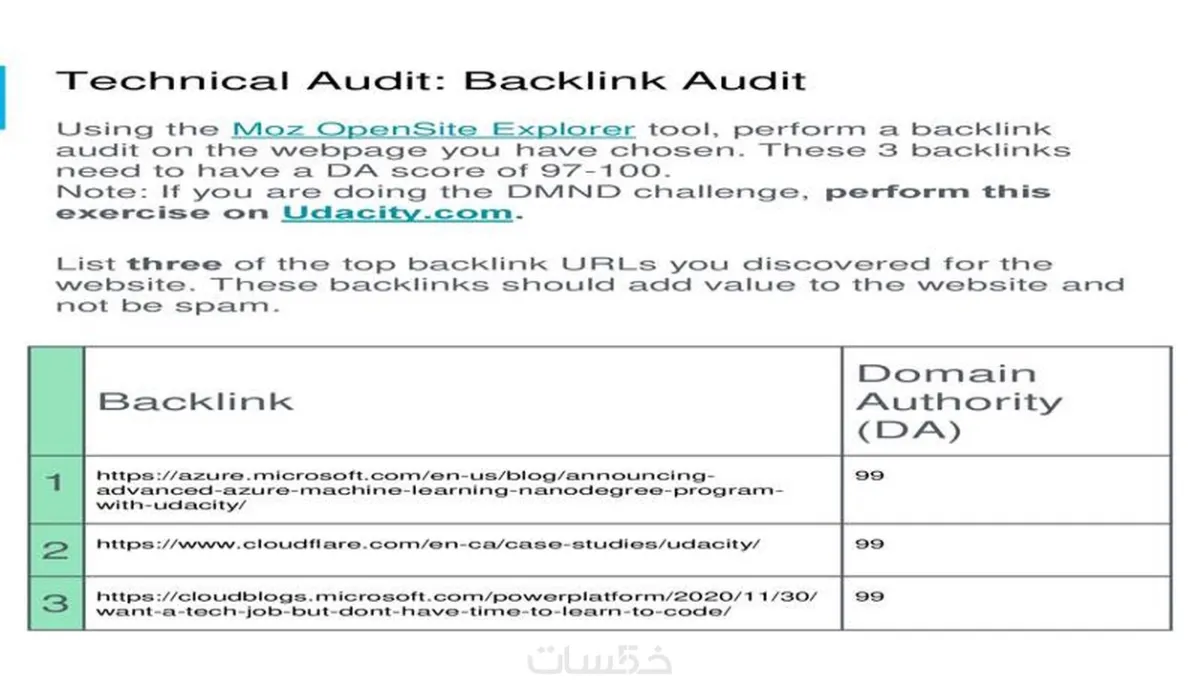 Technical Audit: Backlink Audit
Using the Moz OpenSite Explorer tool, perform a backlink
audit on the webpage you have chosen. These 3 backlinks
need to have a DA score of 97-100.
Note: If you are doing the DMND challenge, perform this
exercise on Udacity.com.
List three of the top backlink URLs you discovered for the
website. These backlinks should add value to the website and
not be spam.
Backlink
Domain
Authority
(DA)
1
https://azure.microsoft.com/en-us/blog/announcing-
advanced-azure-machine-learning-nanodegree-program-
with-udacity/
99
2
https://www.cloudflare.com/en-ca/case-studies/udacity/
99
3
https://cloudblogs.microsoft.com/powerplatform/2020/11/30/
want-a-tech-job-but-dont-have-time-to-learn-to-code/
99
خمسات